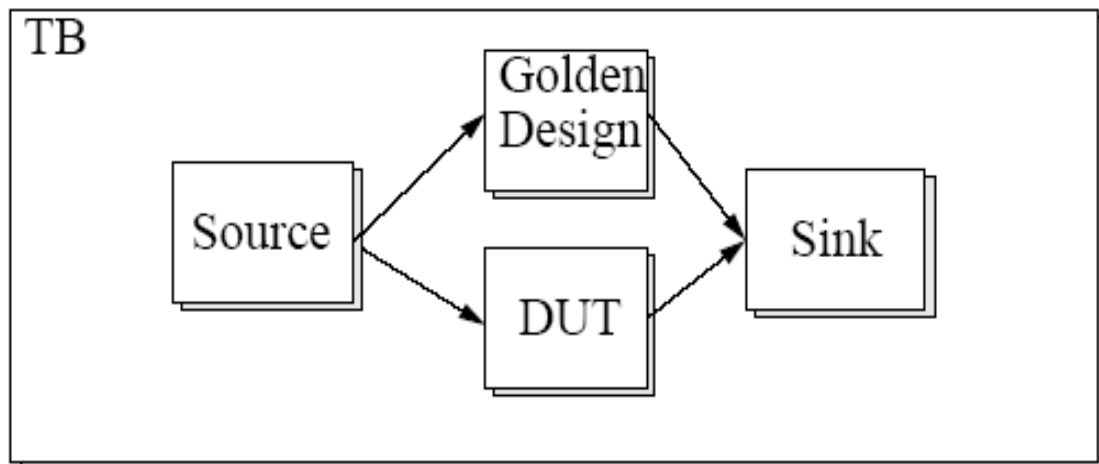 TB
Golden
Design
Source
Sink
DUT